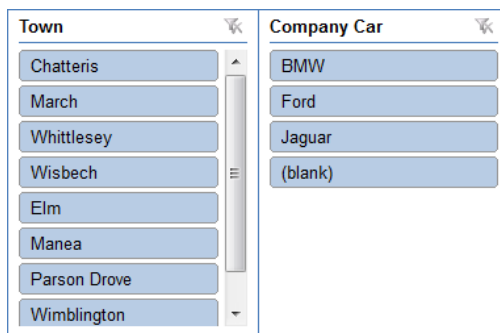 Town
Chatteris
March
Whittlesey
Wisbech
Elm
Manea
Parson Drove
Wimblington
Company Car
BMW
Ford
Jaguar
(blank)